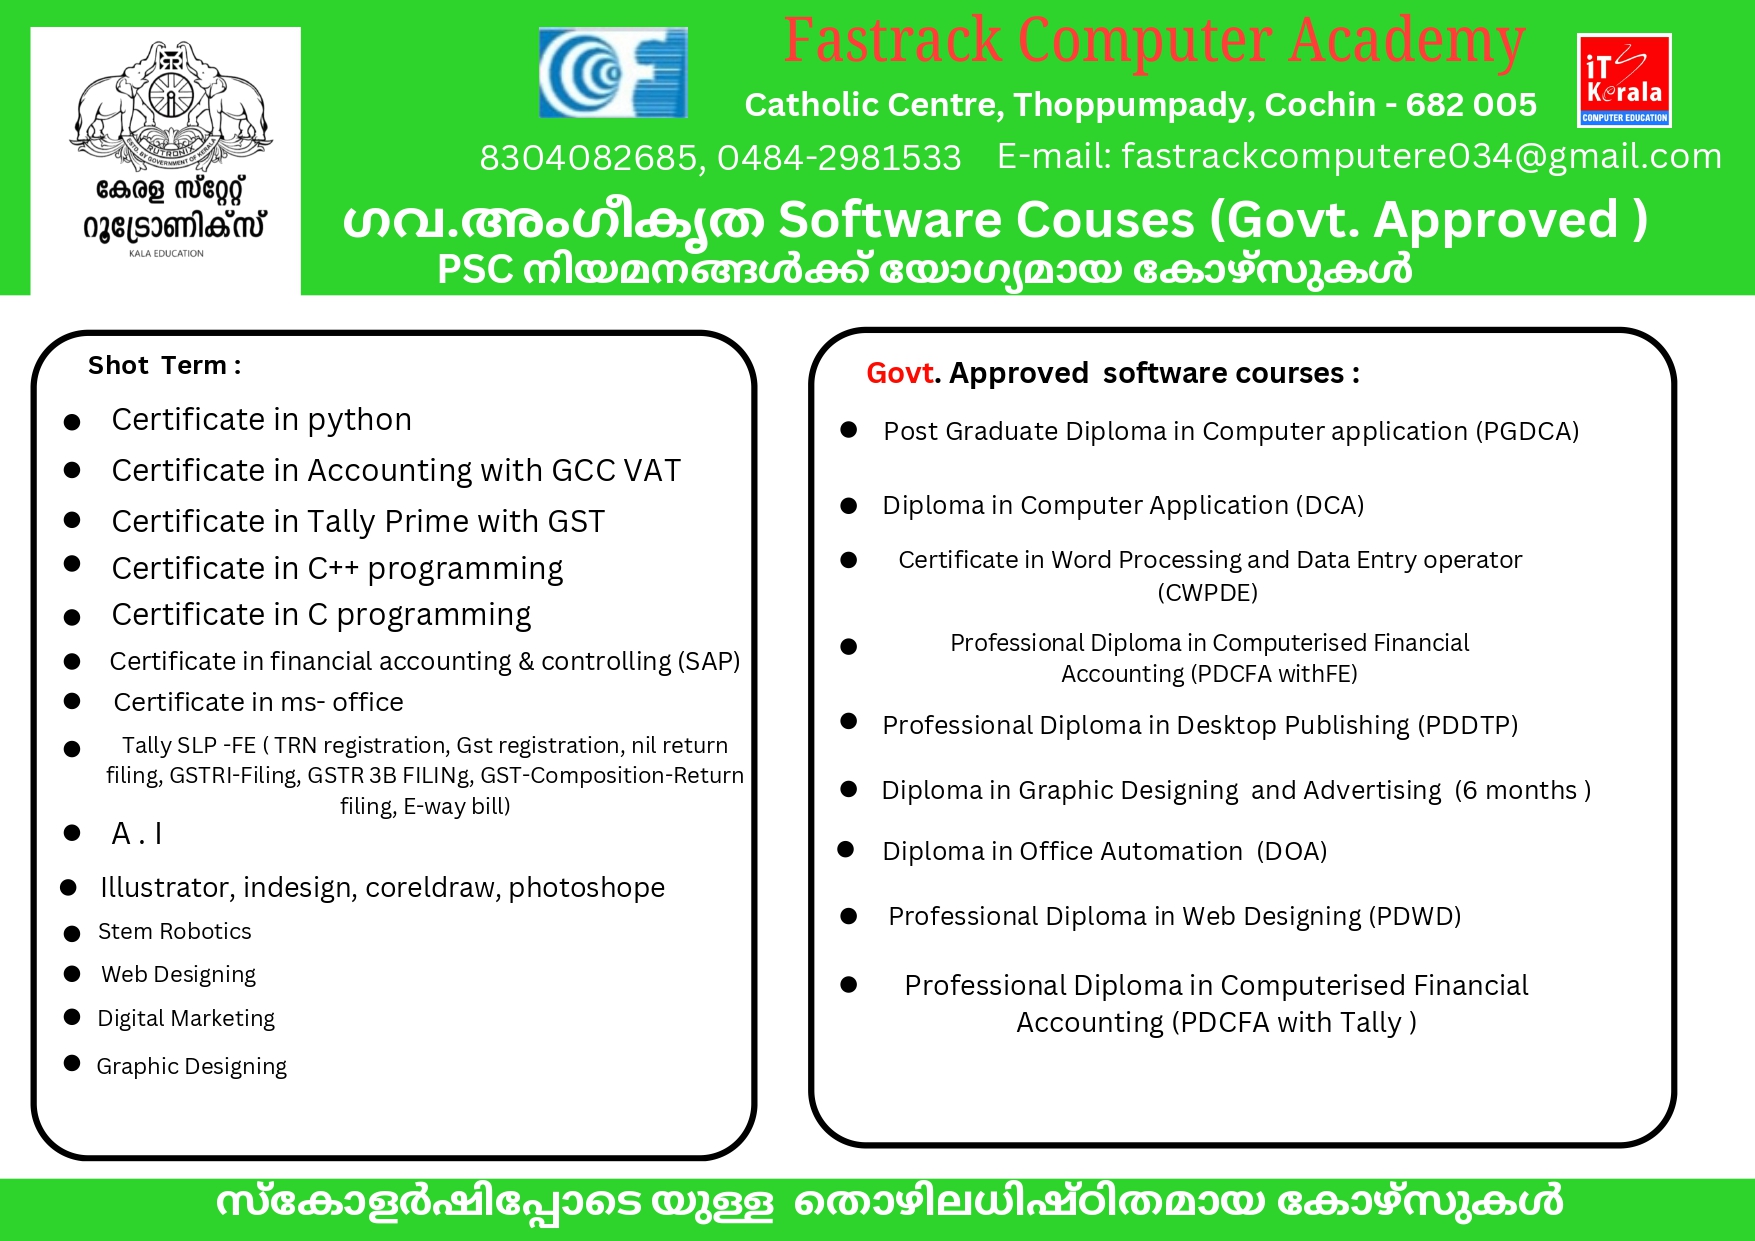 Fastrack Computer Academy
Catholic Centre, Thoppumpady, Cochin - 682 005
8304082685, 0484-2981533 E-mail: fastrackcomputere034@gmail.com
iT
Kerala
COMPUTER EDUCATION
RUTRONIX
ESTD. BY GOVERNMENT OF KERALA
കേരള സ്റ്റേറ്റ്
റൂട്രോണിക്സ്
KALA EDUCATION
ഗവ.അംഗീകൃത Software Couses (Govt. Approved )
PSC നിയമനങ്ങൾക്ക് യോഗ്യമായ കോഴ്സുകൾ
Shot Term :
● Certificate in python
● Certificate in Accounting with GCC VAT
● Certificate in Tally Prime with GST
● Certificate in C++ programming
● Certificate in C programming
● Certificate in financial accounting & controlling (SAP)
● Certificate in ms- office
● Tally SLP -FE ( TRN registration, Gst registration, nil return
filing, GSTRI-Filing, GSTR 3B FILINg, GST-Composition-Return
filing, E-way bill)
● A . I
● Illustrator, indesign, coreldraw, photoshope
● Stem Robotics
● Web Designing
● Digital Marketing
● Graphic Designing
Govt. Approved software courses :
● Post Graduate Diploma in Computer application (PGDCA)
● Diploma in Computer Application (DCA)
● Certificate in Word Processing and Data Entry operator
(CWPDE)
● Professional Diploma in Computerised Financial
Accounting (PDCFA withFE)
● Professional Diploma in Desktop Publishing (PDDTP)
● Diploma in Graphic Designing and Advertising (6 months )
● Diploma in Office Automation (DOA)
● Professional Diploma in Web Designing (PDWD)
● Professional Diploma in Computerised Financial
Accounting (PDCFA with Tally )
സ്കോളർഷിപ്പോടെ യുള്ള തൊഴിലധിഷ്ഠിതമായ കോഴ്സുകൾ